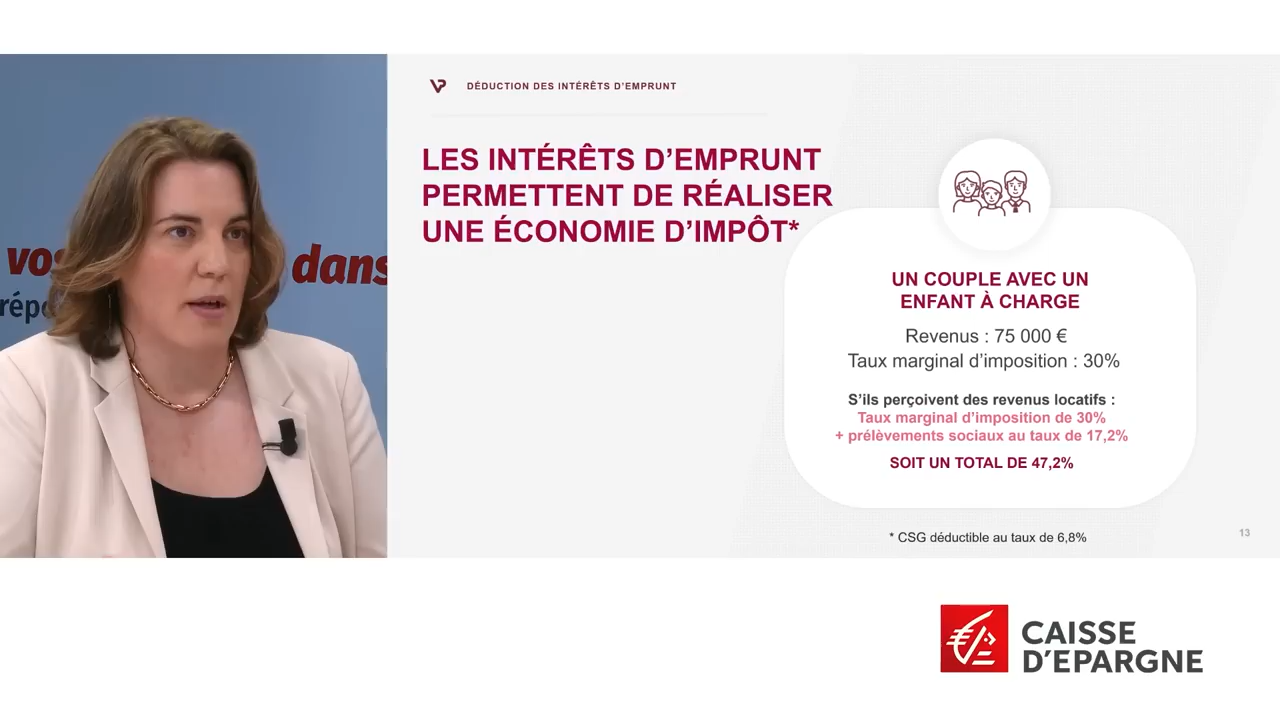 vos
dans
répo
DÉDUCTION DES INTÉRÊTS D'EMPRUNT
LES INTÉRÊTS D'EMPRUNT
PERMETTENT DE RÉALISER
UNE ÉCONOMIE D'IMPÔT*
UN COUPLE AVEC UN
ENFANT À CHARGE
Revenus : 75 000 €
Taux marginal d'imposition : 30%
S'ils perçoivent des revenus locatifs :
Taux marginal d'imposition de 30%
+ prélèvements sociaux au taux de 17,2%
SOIT UN TOTAL DE 47,2%
* CSG déductible au taux de 6,8%
13
CAISSE
D'EPARGNE